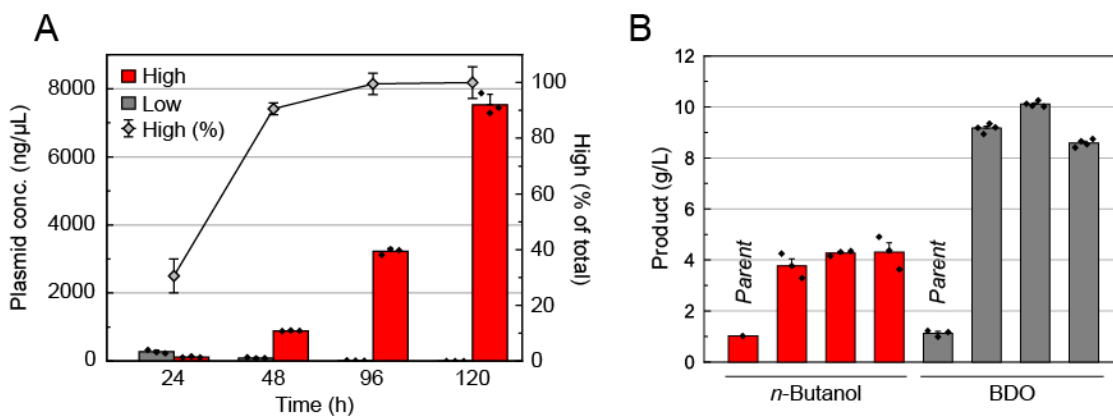 A
Plasmid conc. (ng/µL)
8000
6000
4000
2000
0
High
Low
High (%)
100
80
60
40
20
0
High (% of total)
24 48 96 120
Time (h)
B
Product (g/L)
12
10
8
6
4
2
0
Parent
Parent
n-Butanol BDO